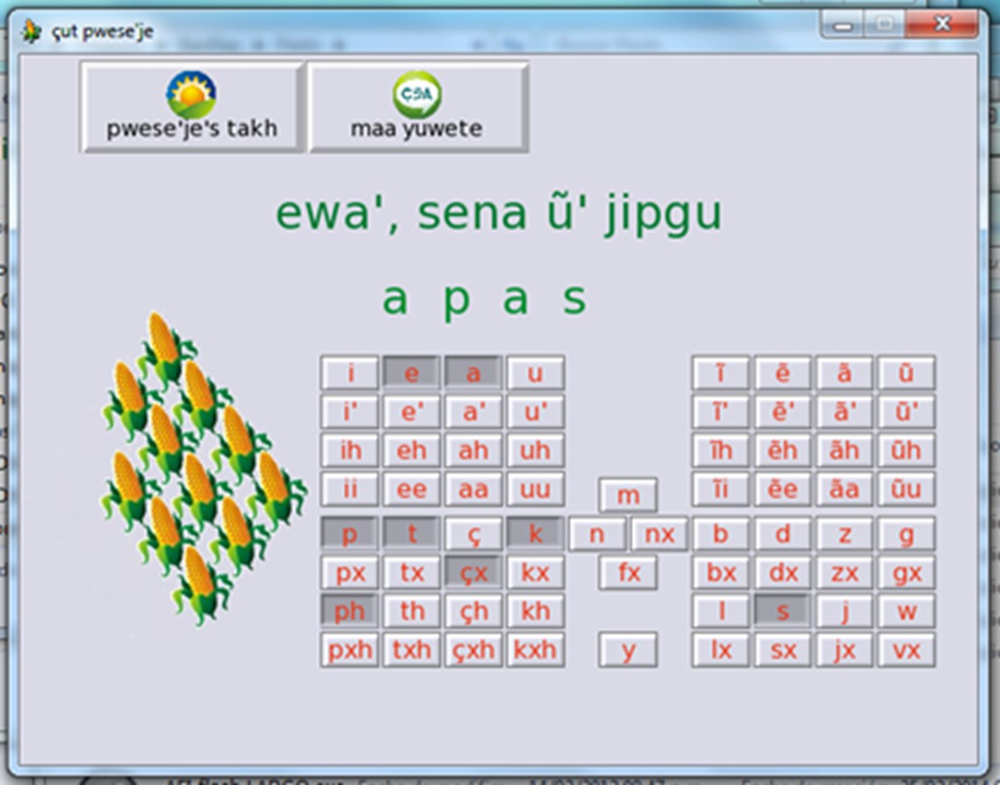 çut pwese'je
pwese'je's takh
maa yuwete
ewa', sena ũ' jipgu
a p a s
i e a u ĩ ẽ ã ũ
i' e' a' u' ĩ' ẽ' ã' ũ'
ih eh ah uh ĩh ẽh ãh ũh
ii ee aa uu ĩi ẽe ãa ũu
m
p t ç k n nx b d z g
px tx çx kx fx bx dx zx gx
ph th çh kh l s j w
pxh txh çxh kxh y lx sx jx vx